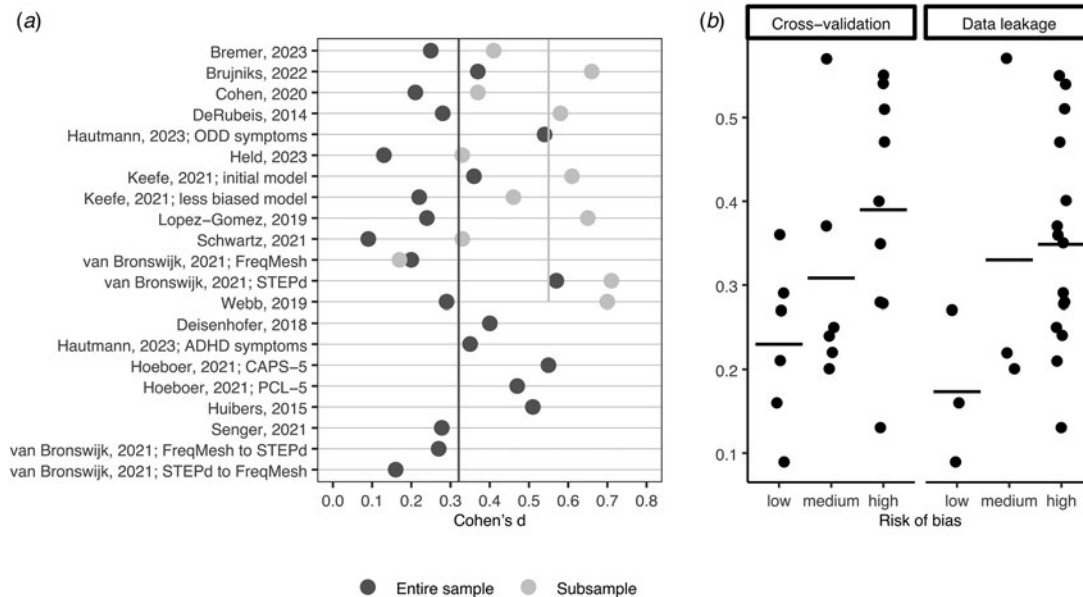 (a)
Bremer, 2023
Brujniks, 2022
Cohen, 2020
DeRubeis, 2014
Hautmann, 2023; ODD symptoms
Held, 2023
Keefe, 2021; initial model
Keefe, 2021; less biased model
Lopez−Gomez, 2019
Schwartz, 2021
van Bronswijk, 2021; FreqMesh
van Bronswijk, 2021; STEPd
Webb, 2019
Deisenhofer, 2018
Hautmann, 2023; ADHD symptoms
Hoeboer, 2021; CAPS−5
Hoeboer, 2021; PCL−5
Huibers, 2015
Senger, 2021
van Bronswijk, 2021; FreqMesh to STEPd
van Bronswijk, 2021; STEPd to FreqMesh
0.0 0.1 0.2 0.3 0.4 0.5 0.6 0.7 0.8
Cohen's d
Entire sample Subsample
(b)
Cross−validation Data leakage
0.5
0.4
0.3
0.2
0.1
low medium high low medium high
Risk of bias